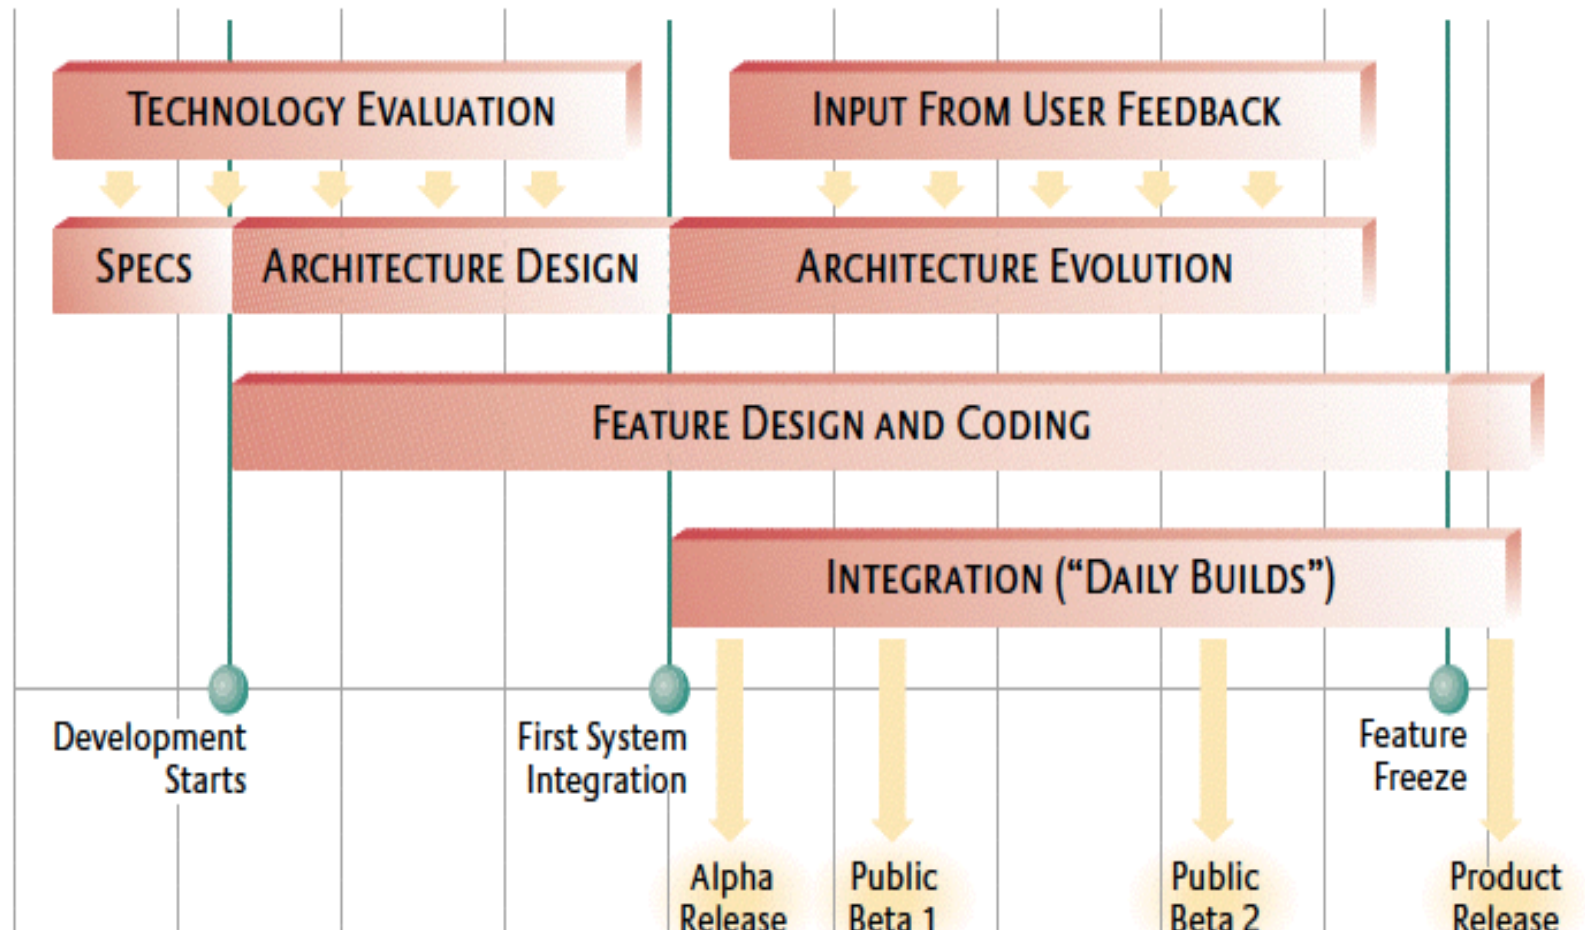 TECHNOLOGY EVALUATION
INPUT FROM USER FEEDBACK
SPECS
ARCHITECTURE DESIGN
ARCHITECTURE EVOLUTION
FEATURE DESIGN AND CODING
INTEGRATION (“DAILY BUILDS”)
Development
Starts
First System
Integration
Feature
Freeze
Alpha
Release
Public
Beta 1
Public
Beta 2
Product
Release